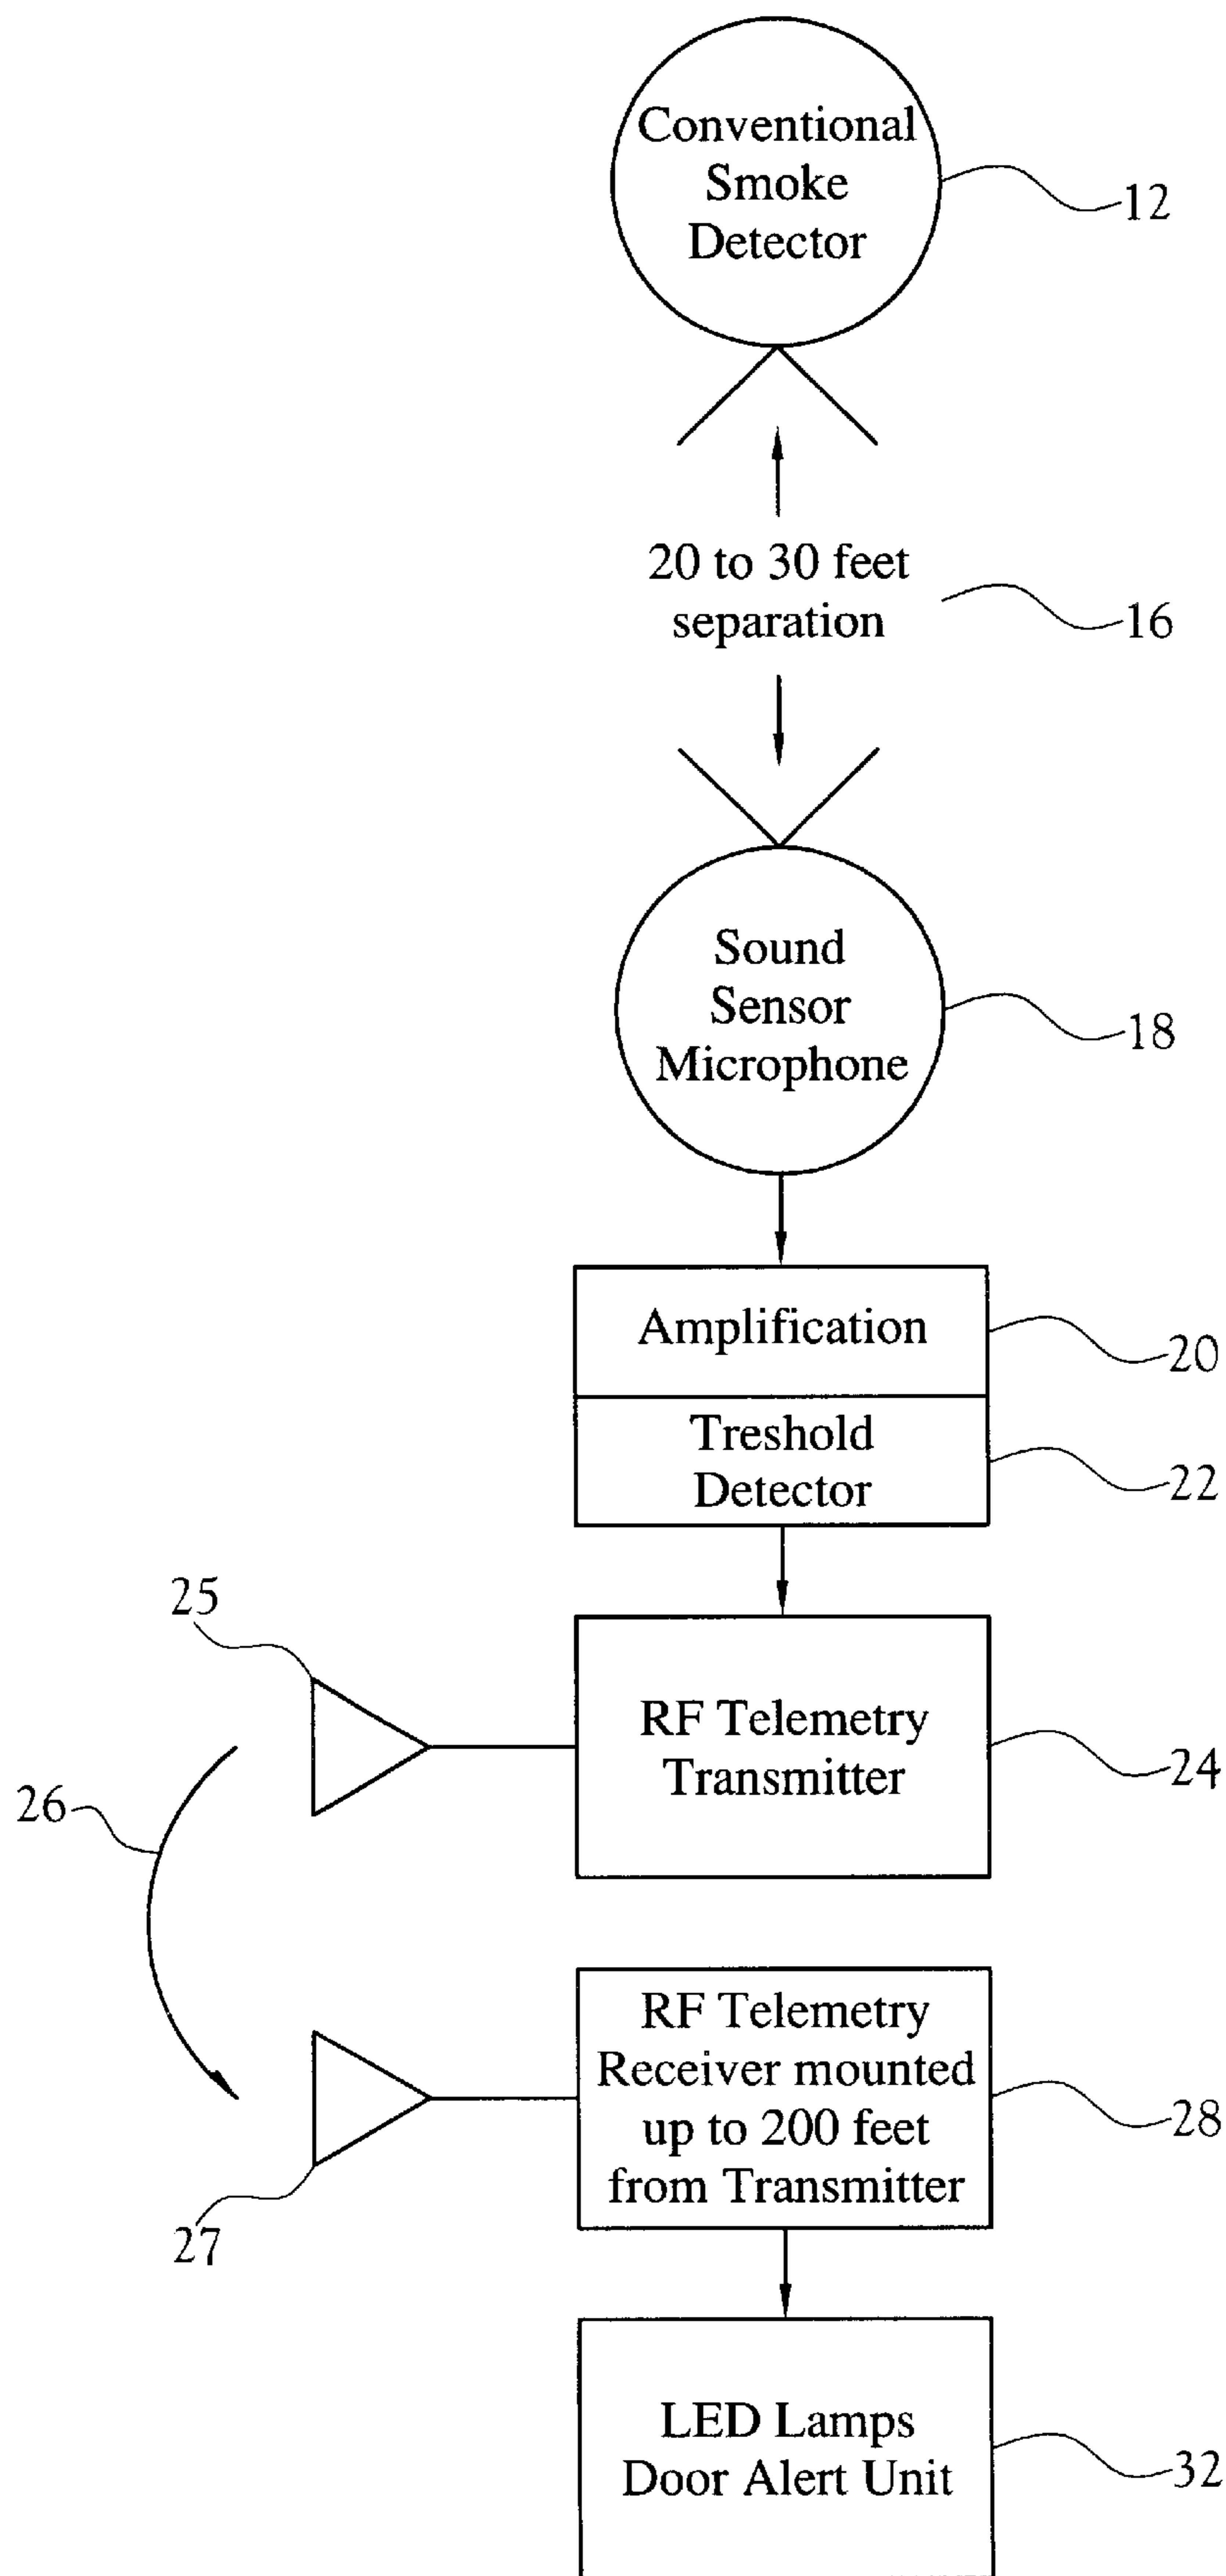 Conventional
Smoke
Detector
12
20 to 30 feet
separation
16
Sound
Sensor
Microphone
18
Amplification
20
Treshold
Detector
22
25
RF Telemetry
Transmitter
24
26
RF Telemetry
Receiver mounted
up to 200 feet
from Transmitter
28
27
LED Lamps
Door Alert Unit
32